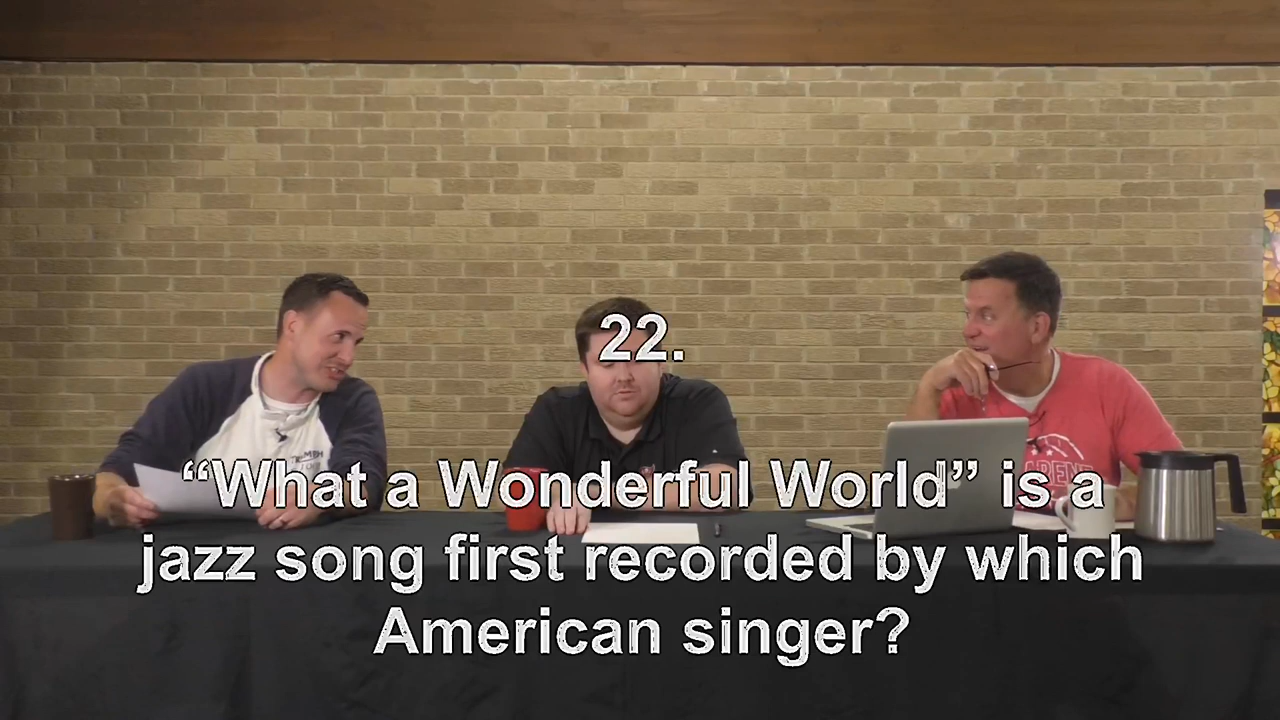 22.
“What a Wonderful World” is a
jazz song first recorded by which
American singer?